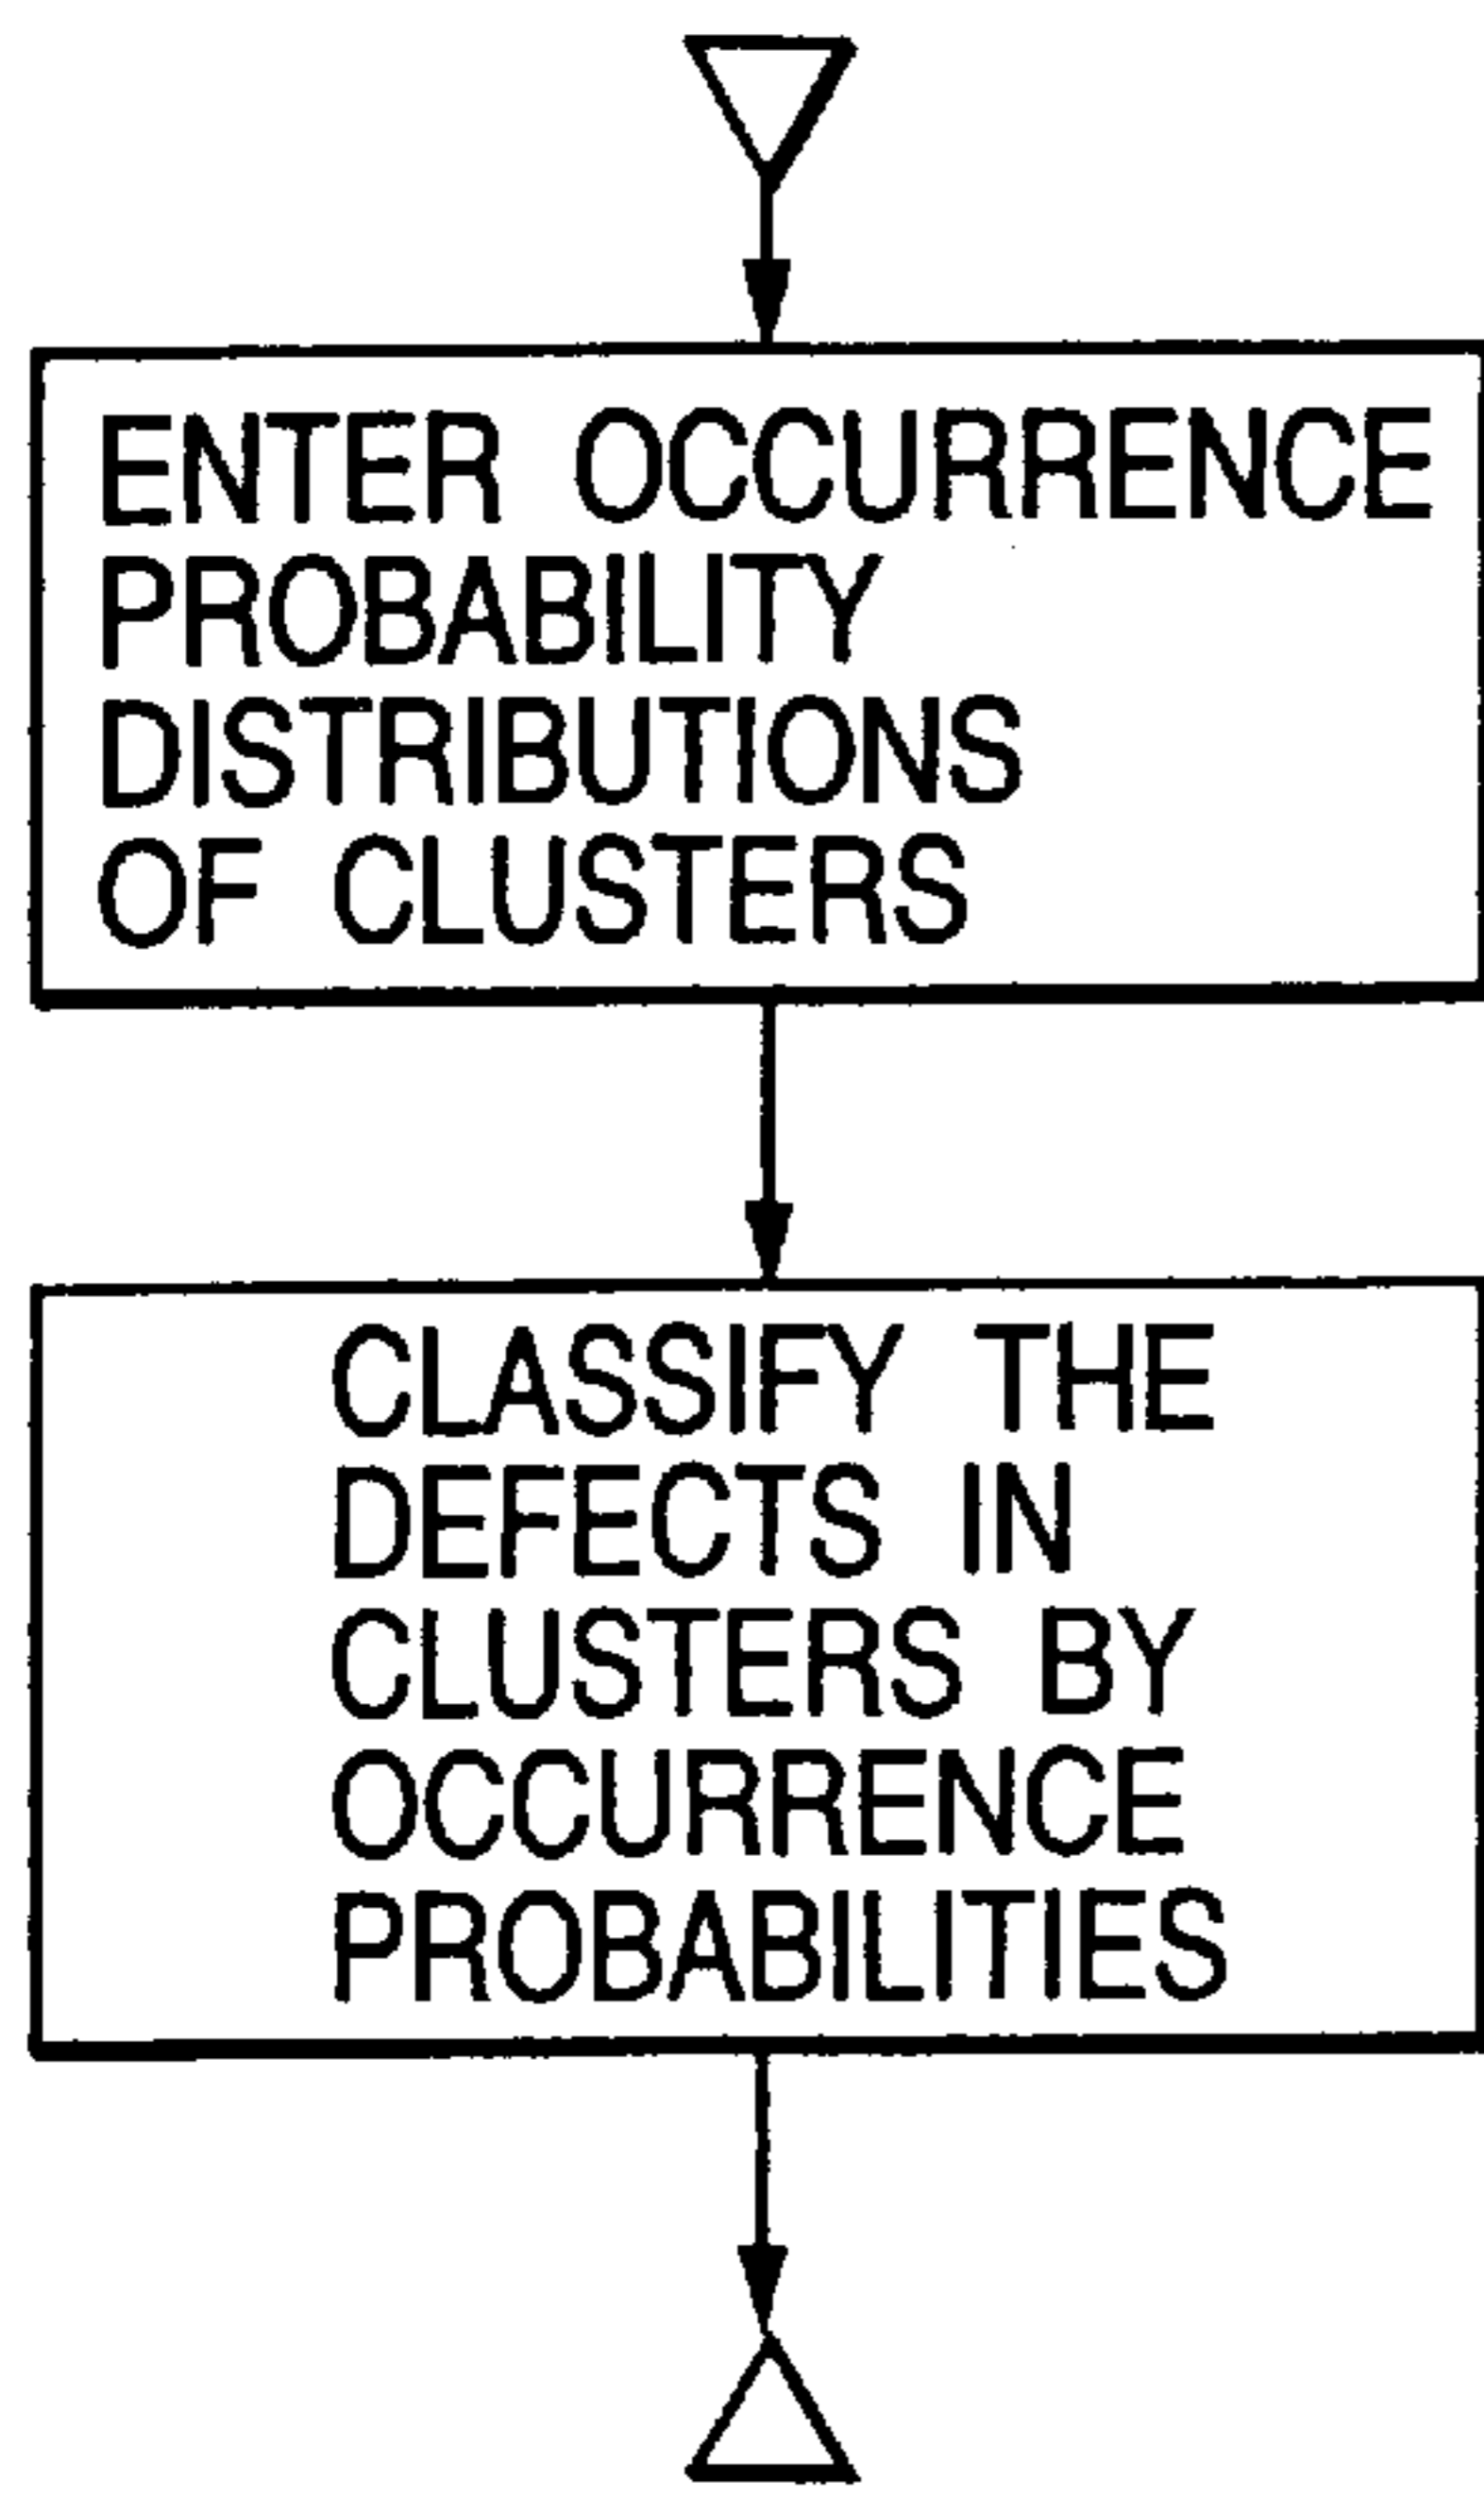 ENTER OCCURRENCE
PROBABILITY
DISTRIBUTIONS
OF CLUSTERS
CLASSIFY THE
DEFECTS IN
CLUSTERS BY
OCCURRENCE
PROBABILITIES